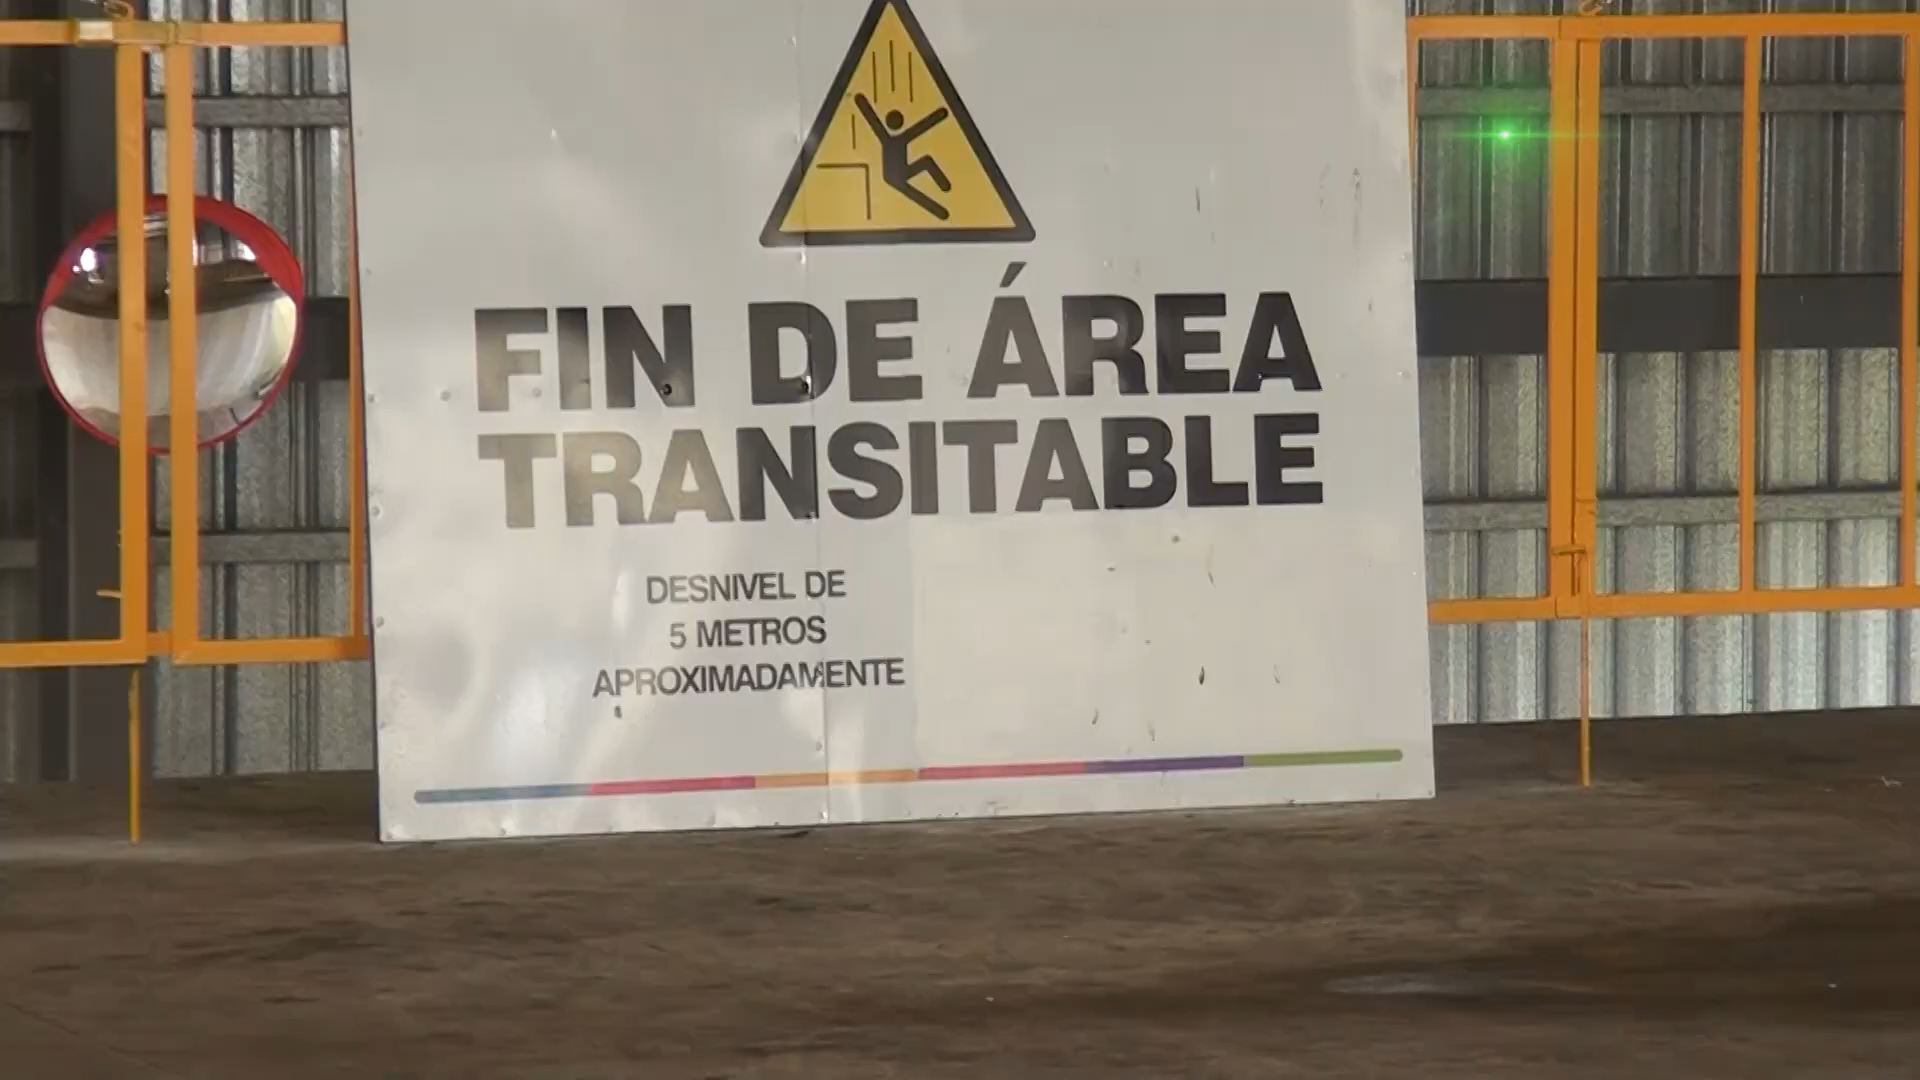 FIN DE ÁREA
TRANSITABLE
DESNIVEL DE
5 METROS
APROXIMADAMENTE